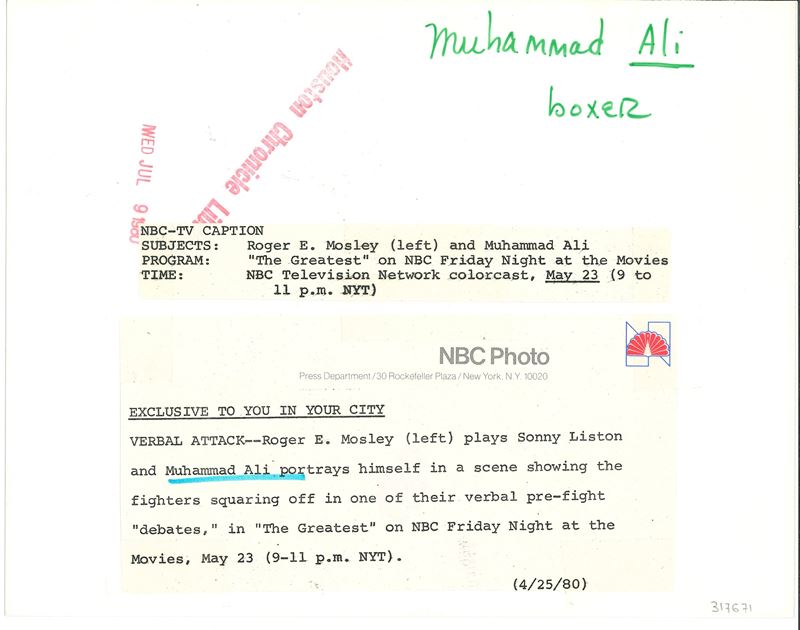 Muhammad Ali
boxer
Houston Chronicle
WED JUL 9 1980
NBC-TV CAPTION
SUBJECTS: Roger E. Mosley (left) and Muhammad Ali
PROGRAM: "The Greatest" on NBC Friday Night at the Movies
TIME: NBC Television Network colorcast, May 23 (9 to
11 p.m. NYT)
NBC Photo
Press Department/30 Rockefeller Plaza/New York, N.Y. 10020
EXCLUSIVE TO YOU IN YOUR CITY
VERBAL ATTACK--Roger E. Mosley (left) plays Sonny Liston
and Muhammad Ali portrays himself in a scene showing the
fighters squaring off in one of their verbal pre-fight
"debates," in "The Greatest" on NBC Friday Night at the
Movies, May 23 (9-11 p.m. NYT).
(4/25/80)
317671